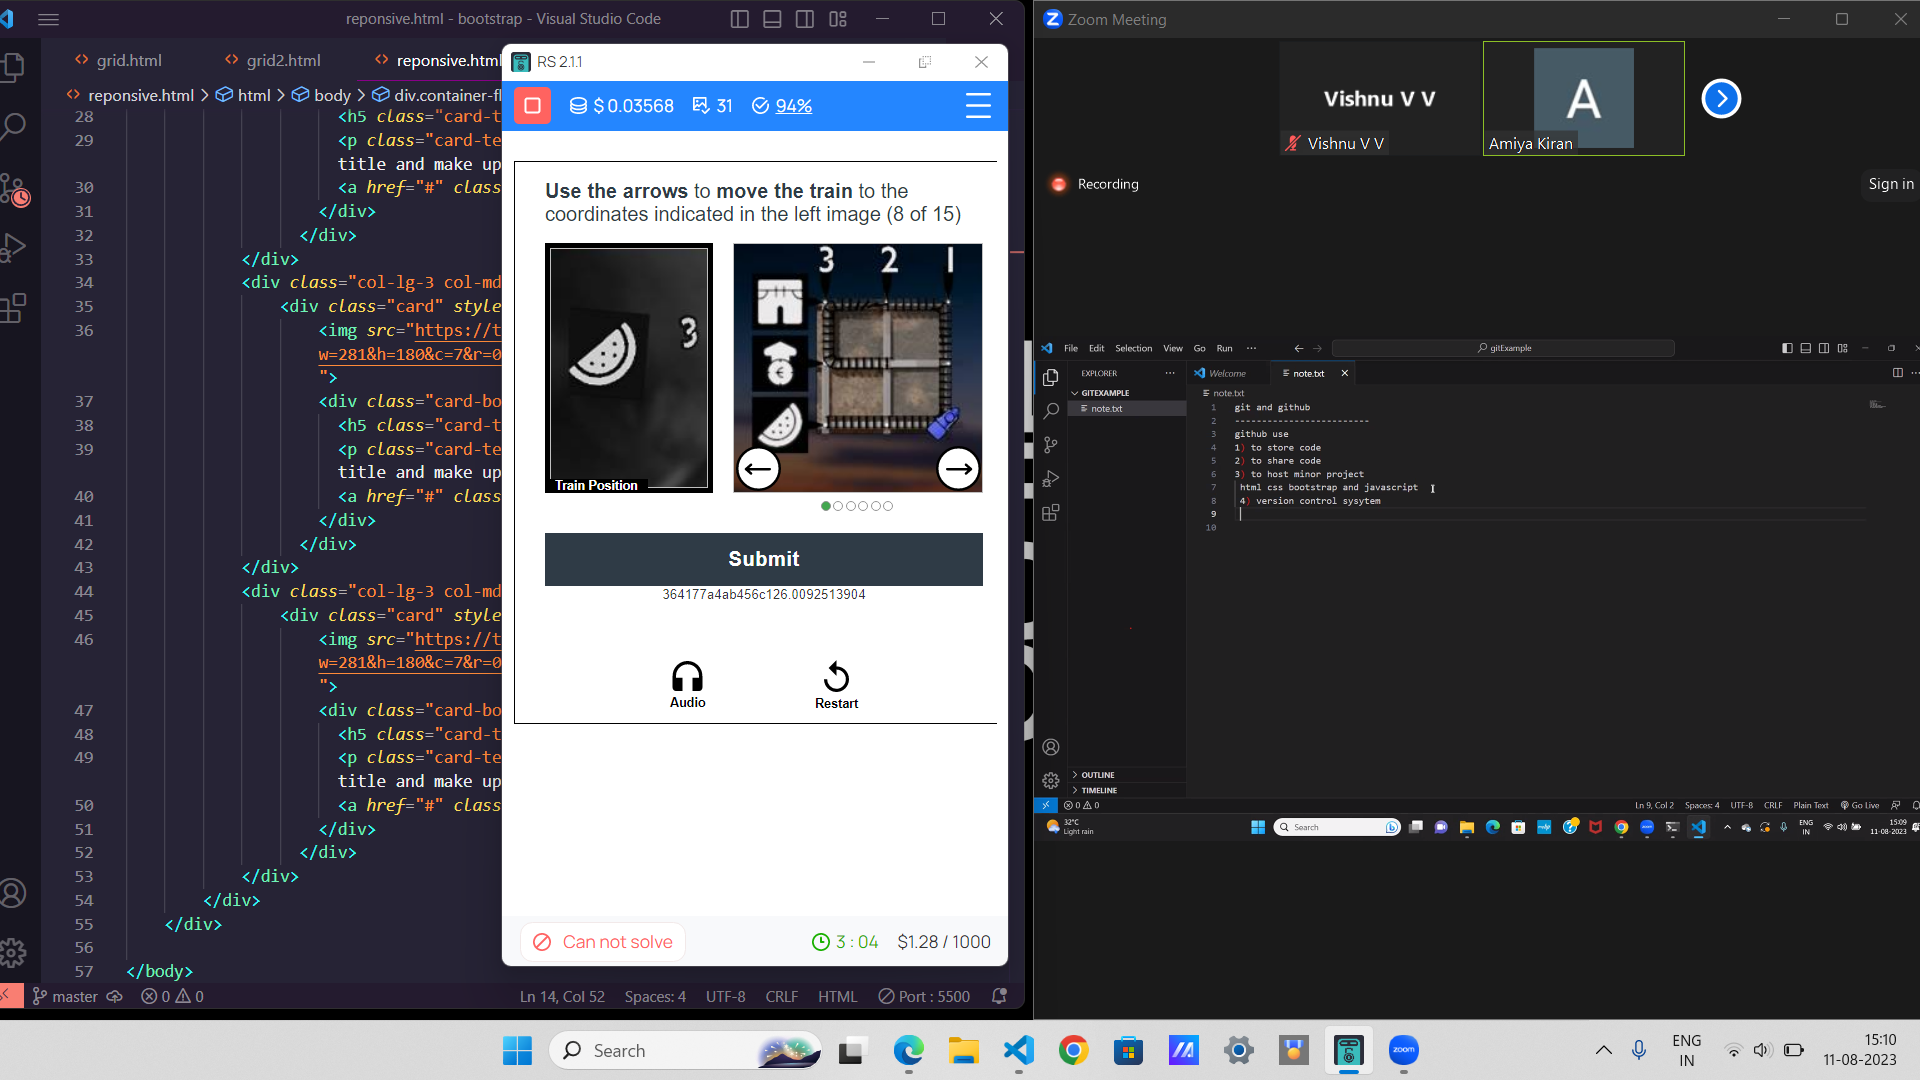 reponsive.html - bootstrap - Visual Studio Code
grid.html
grid2.html
reponsive.html
reponsive.html > html > body > div.container-fl
28 <h5 class="card-t
29 <p class="card-te
title and make up
30 <a href="#" class
31 </div>
32 </div>
33 </div>
34 <div class="col-lg-3 col-md
35 <div class="card" style
36 <img src="https://t
w=281&h=180&c=7&r=0
">
37 <div class="card-bo
38 <h5 class="card-t
39 <p class="card-te
title and make up
40 <a href="#" class
41 </div>
42 </div>
43 </div>
44 <div class="col-lg-3 col-md
45 <div class="card" style
46 <img src="https://t
w=281&h=180&c=7&r=0
">
47 <div class="card-bo
48 <h5 class="card-t
49 <p class="card-te
title and make up
50 <a href="#" class
51 </div>
52 </div>
53 </div>
54 </div>
55 </div>
56
57 </body>
master 0 0
Ln 14, Col 52 Spaces: 4 UTF-8 CRLF HTML Port : 5500
RS 2.1.1
$ 0.03568 31 94%
Use the arrows to move the train to the
coordinates indicated in the left image (8 of 15)
3
Train Position
3 2 1
Submit
364177a4ab456c126.0092513904
Audio
Restart
Can not solve
3 : 04 $1.28 / 1000
Zoom Meeting
Vishnu V V
Vishnu V V
A
Amiya Kiran
Recording
Sign in
File Edit Selection View Go Run ···
gitExample
EXPLORER
GITEXAMPLE
note.txt
Welcome
note.txt
note.txt
1 git and github
2 -------------------------
3 github use
4 1) to store code
5 2) to share code
6 3) to host minor project
7 html css bootstrap and javascript
8 4) version control sysytem
9
10
OUTLINE
TIMELINE
0 0
Ln 9, Col 2 Spaces: 4 UTF-8 CRLF Plain Text Go Live
32°C
Light rain
Search
ENG
IN
15:09
11-08-2023
Search
zoom
ENG
IN
15:10
11-08-2023